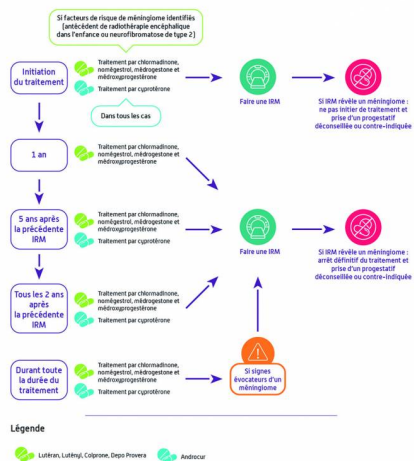 Si facteurs de risque de méningiome identifiés
(antécédent de radiothérapie encéphalique
dans l'enfance ou neurofibromatose de type 2)
Initiation
du traitement
Traitement par chlormadinone,
nomégestrol, médrogestone et
médroxyprogestérone
Traitement par cyprotérone
Dans tous les cas
Faire une IRM
Si IRM révèle un méningiome :
ne pas initier de traitement et
prise d'un progestatif
déconseillée ou contre-indiquée
1 an
Traitement par chlormadinone,
nomégestrol, médrogestone et
médroxyprogestérone
5 ans après
la précédente
IRM
Traitement par chlormadinone,
nomégestrol, médrogestone et
médroxyprogestérone
Traitement par cyprotérone
Faire une IRM
Si IRM révèle un méningiome :
arrêt définitif du traitement et
prise d'un progestatif
déconseillée ou contre-indiquée
Tous les 2 ans
après
la précédente
IRM
Traitement par chlormadinone,
nomégestrol, médrogestone et
médroxyprogestérone
Traitement par cyprotérone
Durant toute
la durée du
traitement
Traitement par chlormadinone,
nomégestrol, médrogestone et
médroxyprogestérone
Traitement par cyprotérone
Si signes
évocateurs d'un
méningiome
Légende
Lutéran, Lutényl, Colprone, Depo Provera
Androcur